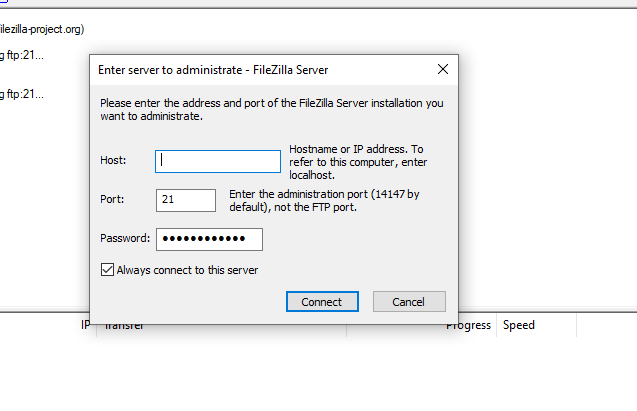 ilezilla-project.org)
g ftp:21...
g ftp:21...
Enter server to administrate - FileZilla Server
Please enter the address and port of the FileZilla Server installation you
want to administrate.
Host:
Hostname or IP address. To
refer to this computer, enter
localhost.
Port:
21
Enter the administration port (14147 by
default), not the FTP port.
Password:
●●●●●●●●●●●●
Always connect to this server
Connect
Cancel
IP
Transfer
Progress
Speed